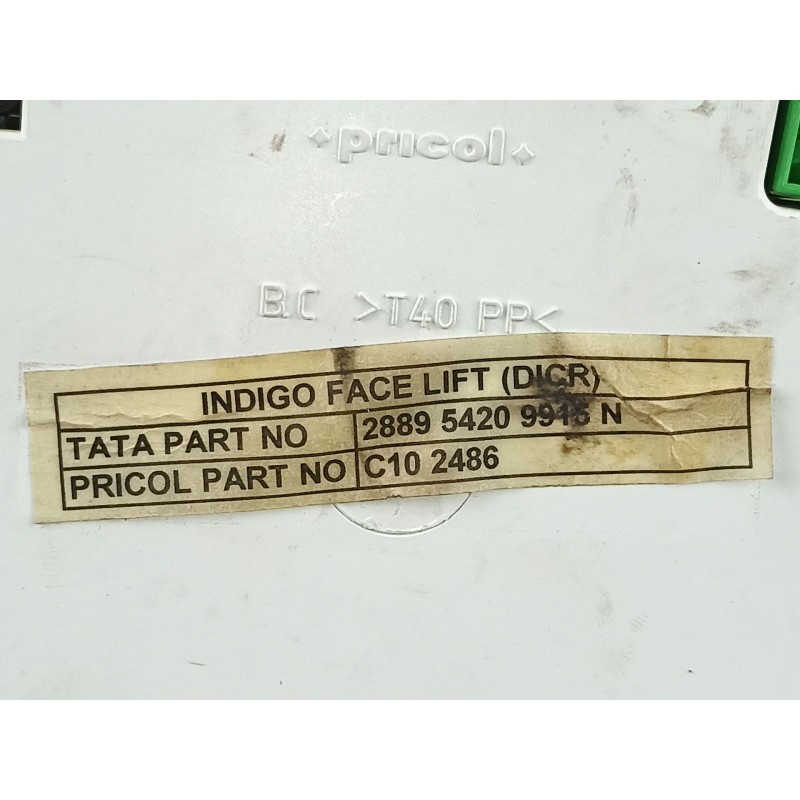 pricol
B.C >T40 PP<
INDIGO FACE LIFT (DICR)
TATA PART NO 2889 5420 N
PRICOL PART NO C10 2486